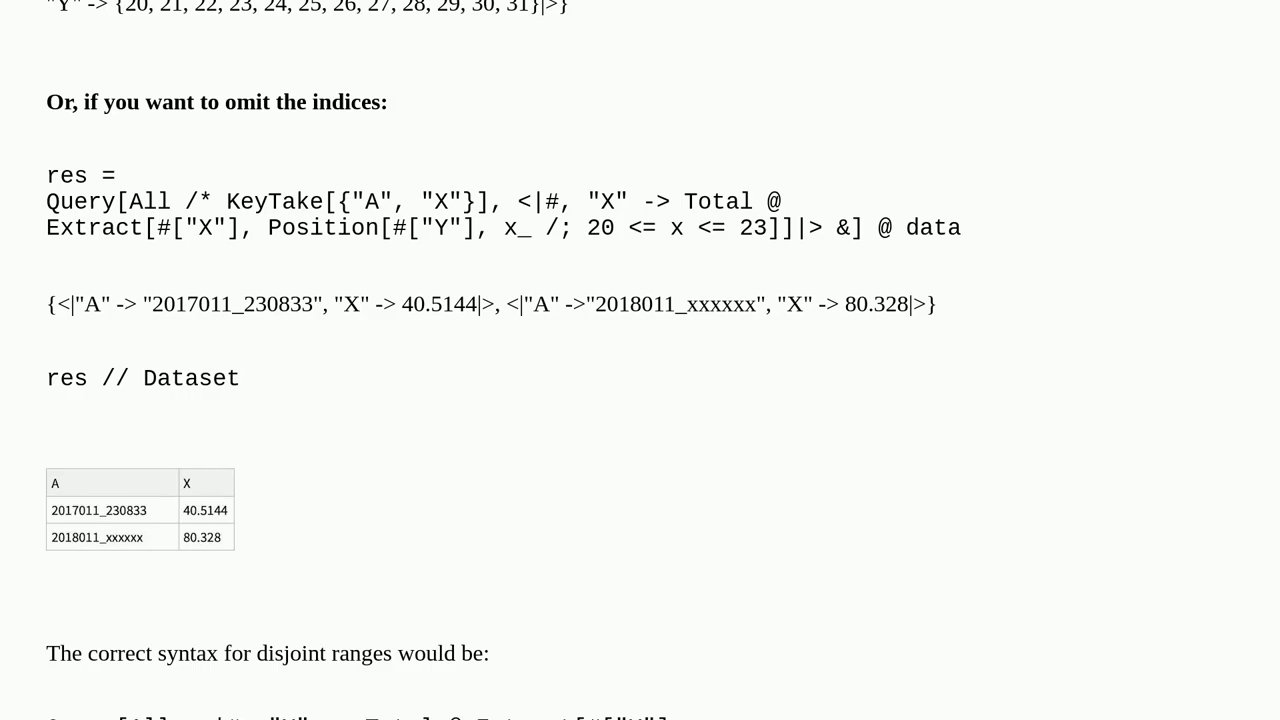 "Y" -> {20, 21, 22, 23, 24, 25, 26, 27, 28, 29, 30, 31}|>}
Or, if you want to omit the indices:
res =
Query[All /* KeyTake[{"A", "X"}], <|#, "X" -> Total @
Extract[#["X"], Position[#["Y"], x_ /; 20 <= x <= 23]]|> &] @ data
{<|"A" -> "2017011_230833", "X" -> 40.5144|>, <|"A" ->"2018011_xxxxxx", "X" -> 80.328|>}
res // Dataset
A X
2017011_230833 40.5144
2018011_xxxxxx 80.328
The correct syntax for disjoint ranges would be: